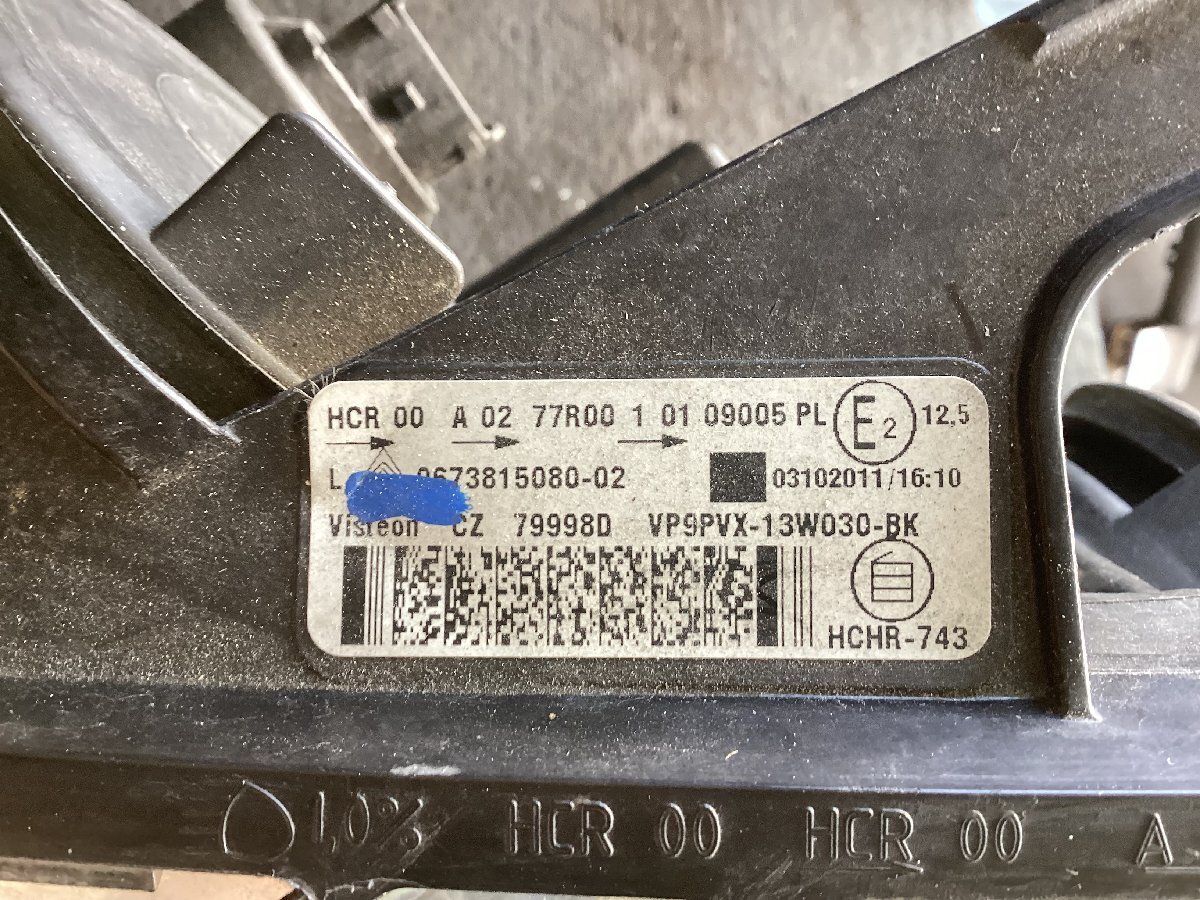 HCR 00 A 02 77R00 1 01 09005 PL E2 12,5
L 9673815080-02 03102011/16:10
Visteon CZ 79998D VP9PVX-13W030-BK
HCHR-743
1,0% HCR 00 HCR 00 A